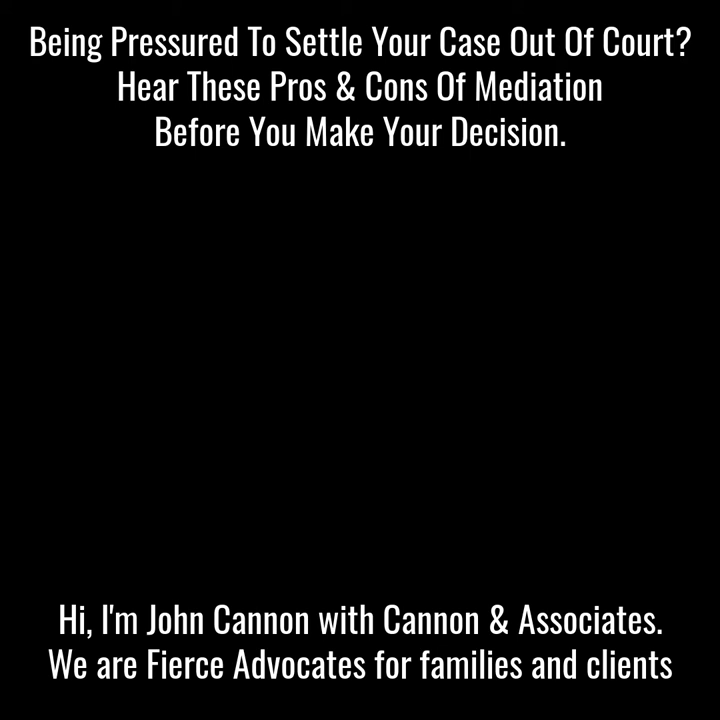 Being Pressured To Settle Your Case Out Of Court?
Hear These Pros & Cons Of Mediation
Before You Make Your Decision.
Hi, I'm John Cannon with Cannon & Associates.
We are Fierce Advocates for families and clients